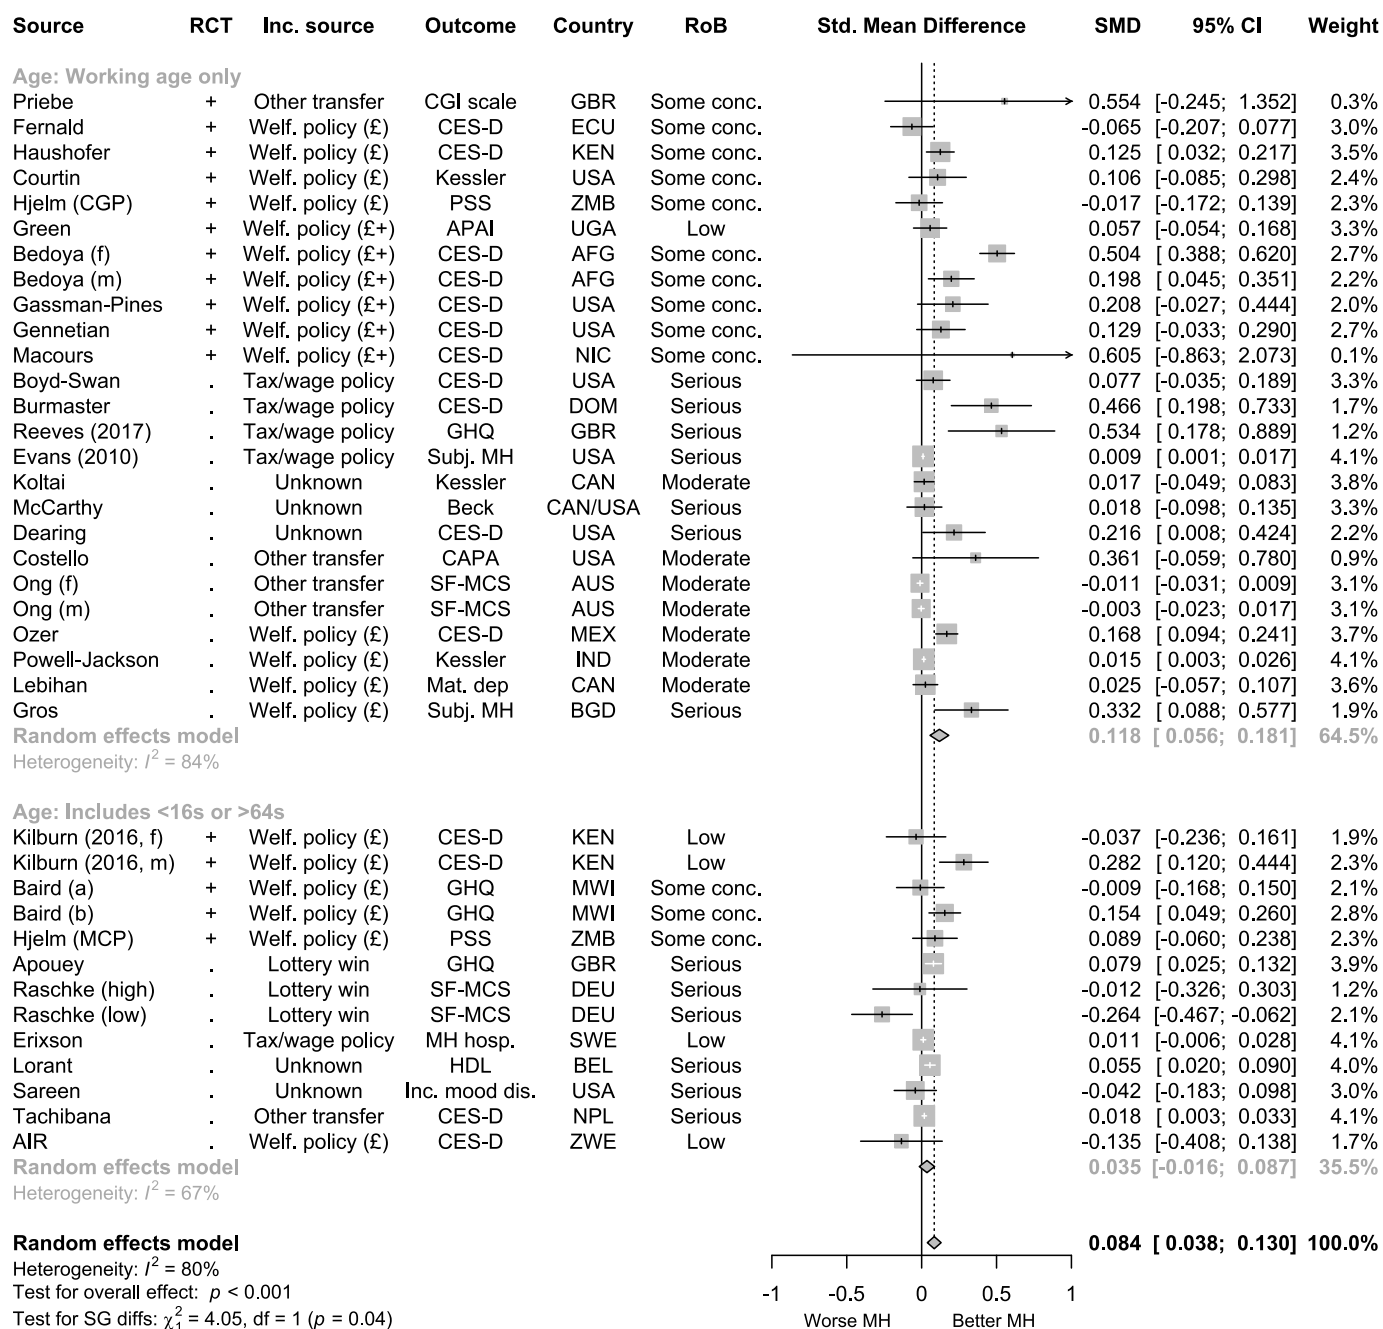 Source RCT Inc. source Outcome Country RoB Std. Mean Difference SMD 95% CI Weight
Age: Working age only
Priebe + Other transfer CGI scale GBR Some conc. 0.554 [-0.245; 1.352] 0.3%
Fernald + Welf. policy (£) CES-D ECU Some conc. -0.065 [-0.207; 0.077] 3.0%
Haushofer + Welf. policy (£) CES-D KEN Some conc. 0.125 [ 0.032; 0.217] 3.5%
Courtin + Welf. policy (£) Kessler USA Some conc. 0.106 [-0.085; 0.298] 2.4%
Hjelm (CGP) + Welf. policy (£) PSS ZMB Some conc. -0.017 [-0.172; 0.139] 2.3%
Green + Welf. policy (£+) APAI UGA Low 0.057 [-0.054; 0.168] 3.3%
Bedoya (f) + Welf. policy (£+) CES-D AFG Some conc. 0.504 [ 0.388; 0.620] 2.7%
Bedoya (m) + Welf. policy (£+) CES-D AFG Some conc. 0.198 [ 0.045; 0.351] 2.2%
Gassman-Pines + Welf. policy (£+) CES-D USA Some conc. 0.208 [-0.027; 0.444] 2.0%
Gennetian + Welf. policy (£+) CES-D USA Some conc. 0.129 [-0.033; 0.290] 2.7%
Macours + Welf. policy (£+) CES-D NIC Some conc. 0.605 [-0.863; 2.073] 0.1%
Boyd-Swan . Tax/wage policy CES-D USA Serious 0.077 [-0.035; 0.189] 3.3%
Burmaster . Tax/wage policy CES-D DOM Serious 0.466 [ 0.198; 0.733] 1.7%
Reeves (2017) . Tax/wage policy GHQ GBR Serious 0.534 [ 0.178; 0.889] 1.2%
Evans (2010) . Tax/wage policy Subj. MH USA Serious 0.009 [ 0.001; 0.017] 4.1%
Koltai . Unknown Kessler CAN Moderate 0.017 [-0.049; 0.083] 3.8%
McCarthy . Unknown Beck CAN/USA Serious 0.018 [-0.098; 0.135] 3.3%
Dearing . Unknown CES-D USA Serious 0.216 [ 0.008; 0.424] 2.2%
Costello . Other transfer CAPA USA Moderate 0.361 [-0.059; 0.780] 0.9%
Ong (f) . Other transfer SF-MCS AUS Moderate -0.011 [-0.031; 0.009] 3.1%
Ong (m) . Other transfer SF-MCS AUS Moderate -0.003 [-0.023; 0.017] 3.1%
Ozer . Welf. policy (£) CES-D MEX Moderate 0.168 [ 0.094; 0.241] 3.7%
Powell-Jackson . Welf. policy (£) Kessler IND Moderate 0.015 [ 0.003; 0.026] 4.1%
Lebihan . Welf. policy (£) Mat. dep CAN Moderate 0.025 [-0.057; 0.107] 3.6%
Gros . Welf. policy (£) Subj. MH BGD Serious 0.332 [ 0.088; 0.577] 1.9%
Random effects model 0.118 [ 0.056; 0.181] 64.5%
Heterogeneity: I² = 84%
Age: Includes <16s or >64s
Kilburn (2016, f) + Welf. policy (£) CES-D KEN Low -0.037 [-0.236; 0.161] 1.9%
Kilburn (2016, m) + Welf. policy (£) CES-D KEN Low 0.282 [ 0.120; 0.444] 2.3%
Baird (a) + Welf. policy (£) GHQ MWI Some conc. -0.009 [-0.168; 0.150] 2.1%
Baird (b) + Welf. policy (£) GHQ MWI Some conc. 0.154 [ 0.049; 0.260] 2.8%
Hjelm (MCP) + Welf. policy (£) PSS ZMB Some conc. 0.089 [-0.060; 0.238] 2.3%
Apouey . Lottery win GHQ GBR Serious 0.079 [ 0.025; 0.132] 3.9%
Raschke (high) . Lottery win SF-MCS DEU Serious -0.012 [-0.326; 0.303] 1.2%
Raschke (low) . Lottery win SF-MCS DEU Serious -0.264 [-0.467; -0.062] 2.1%
Erixson . Tax/wage policy MH hosp. SWE Low 0.011 [-0.006; 0.028] 4.1%
Lorant . Unknown HDL BEL Serious 0.055 [ 0.020; 0.090] 4.0%
Sareen . Unknown Inc. mood dis. USA Serious -0.042 [-0.183; 0.098] 3.0%
Tachibana . Other transfer CES-D NPL Serious 0.018 [ 0.003; 0.033] 4.1%
AIR . Welf. policy (£) CES-D ZWE Low -0.135 [-0.408; 0.138] 1.7%
Random effects model 0.035 [-0.016; 0.087] 35.5%
Heterogeneity: I² = 67%
Random effects model 0.084 [ 0.038; 0.130] 100.0%
Heterogeneity: I² = 80%
Test for overall effect: p < 0.001
-1 -0.5 0 0.5 1
Test for SG diffs: χ²₁ = 4.05, df = 1 (p = 0.04)
Worse MH Better MH